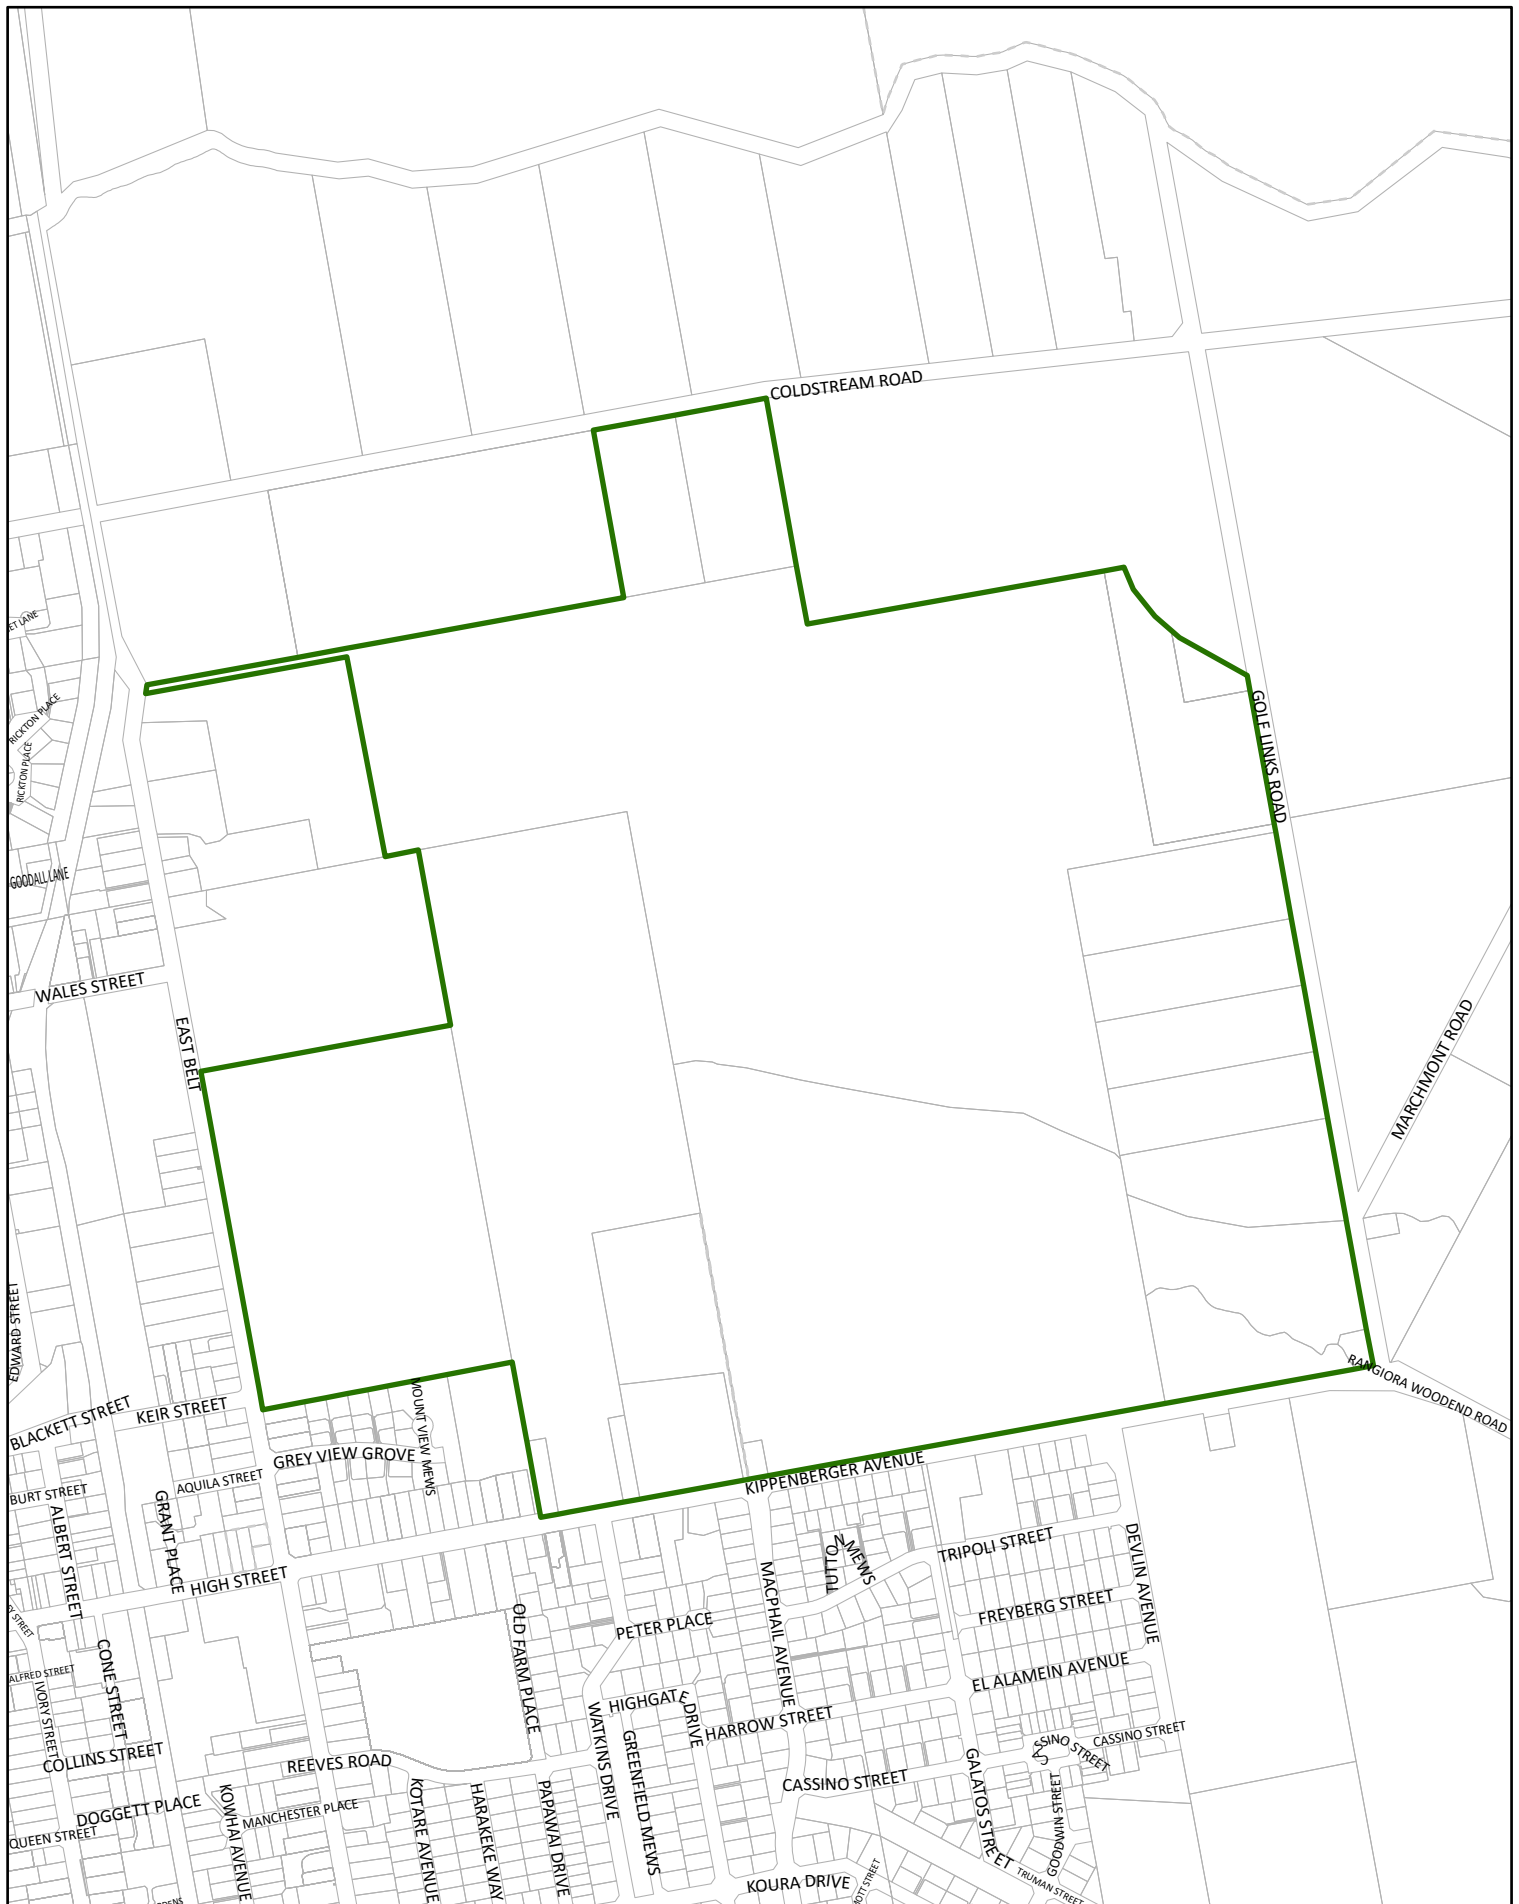 COLDSTREAM ROAD
RICKTON PLACE
RICKTON PLACE
GOLF LINKS ROAD
GOODALL LANE
WALES STREET
EAST BELT
MARCHMONT ROAD
EDWARD STREET
RANGIORA WOODEND ROAD
BLACKETT STREET
KEIR STREET
MOUNT VIEW MEWS
GREY VIEW GROVE
AQUILA STREET
KIPPENBERGER AVENUE
BURT STREET
ALBERT STREET
GRANT PLACE
HIGH STREET
TUTTON MEWS
TRIPOLI STREET
DEVLIN AVENUE
MACPHAIL AVENUE
FREYBERG STREET
OLD FARM PLACE
PETER PLACE
CONE STREET
ALFRED STREET
IVORY STREET
EL ALAMEIN AVENUE
HIGHGATE DRIVE
HARROW STREET
WATKINS DRIVE
GREENFIELD MEWS
CASSINO STREET
CASSINO STREET
COLLINS STREET
REEVES ROAD
CASSINO STREET
GALATOS STREET
GOODWIN STREET
DOGGETT PLACE
KOWHAI AVENUE
MANCHESTER PLACE
KOTARE AVENUE
HARAKEKE WAY
PAPAWAI DRIVE
QUEEN STREET
KOURA DRIVE
TRUMAN STREET